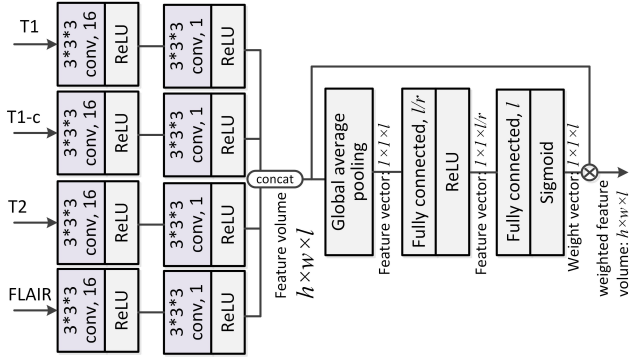 T1
3*3*3
conv, 16
ReLU
3*3*3
conv, 1
ReLU
T1-c
3*3*3
conv, 16
ReLU
3*3*3
conv, 1
ReLU
T2
3*3*3
conv, 16
ReLU
3*3*3
conv, 1
ReLU
FLAIR
3*3*3
conv, 16
ReLU
3*3*3
conv, 1
ReLU
concat
Feature volume
h×w×l
Global average
pooling
Feature vector: 1×1×l
Fully connected, l/r
ReLU
Feature vector: 1×1×l/r
Fully connected, l
Sigmoid
Weight vector: 1×1×l
weighted feature
volume: h×w×l